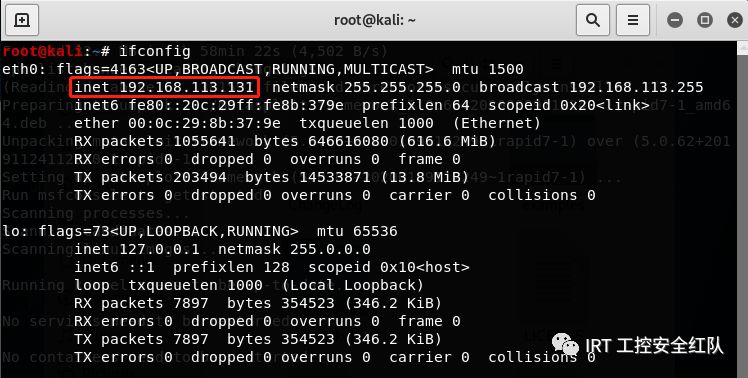 root@kali: ~
root@kali:~# ifconfig
58min 22s (4,502 B/s)
eth0: flags=4163<UP,BROADCAST,RUNNING,MULTICAST>  mtu 1500
inet 192.168.113.131  netmask 255.255.255.0  broadcast 192.168.113.255
inet6 fe80::20c:29ff:fe8b:379e  prefixlen 64  scopeid 0x20<link>
ether 00:0c:29:8b:37:9e  txqueuelen 1000  (Ethernet)
RX packets 1055641  bytes 646616080 (616.6 MiB)
RX errors 0  dropped 0  overruns 0  frame 0
TX packets 203494  bytes 14533871 (13.8 MiB)
TX errors 0  dropped 0 overruns 0  carrier 0  collisions 0
Scanning processes...
lo: flags=73<UP,LOOPBACK,RUNNING>  mtu 65536
inet 127.0.0.1  netmask 255.0.0.0
inet6 ::1  prefixlen 128  scopeid 0x10<host>
loop  txqueuelen 1000  (Local Loopback)
RX packets 7897  bytes 354523 (346.2 KiB)
RX errors 0  dropped 0  overruns 0  frame 0
TX packets 7897  bytes 354523 (346.2 KiB)
TX errors 0  dropped 0 overruns 0  carrier 0  collisions 0
IRT 工控安全红队